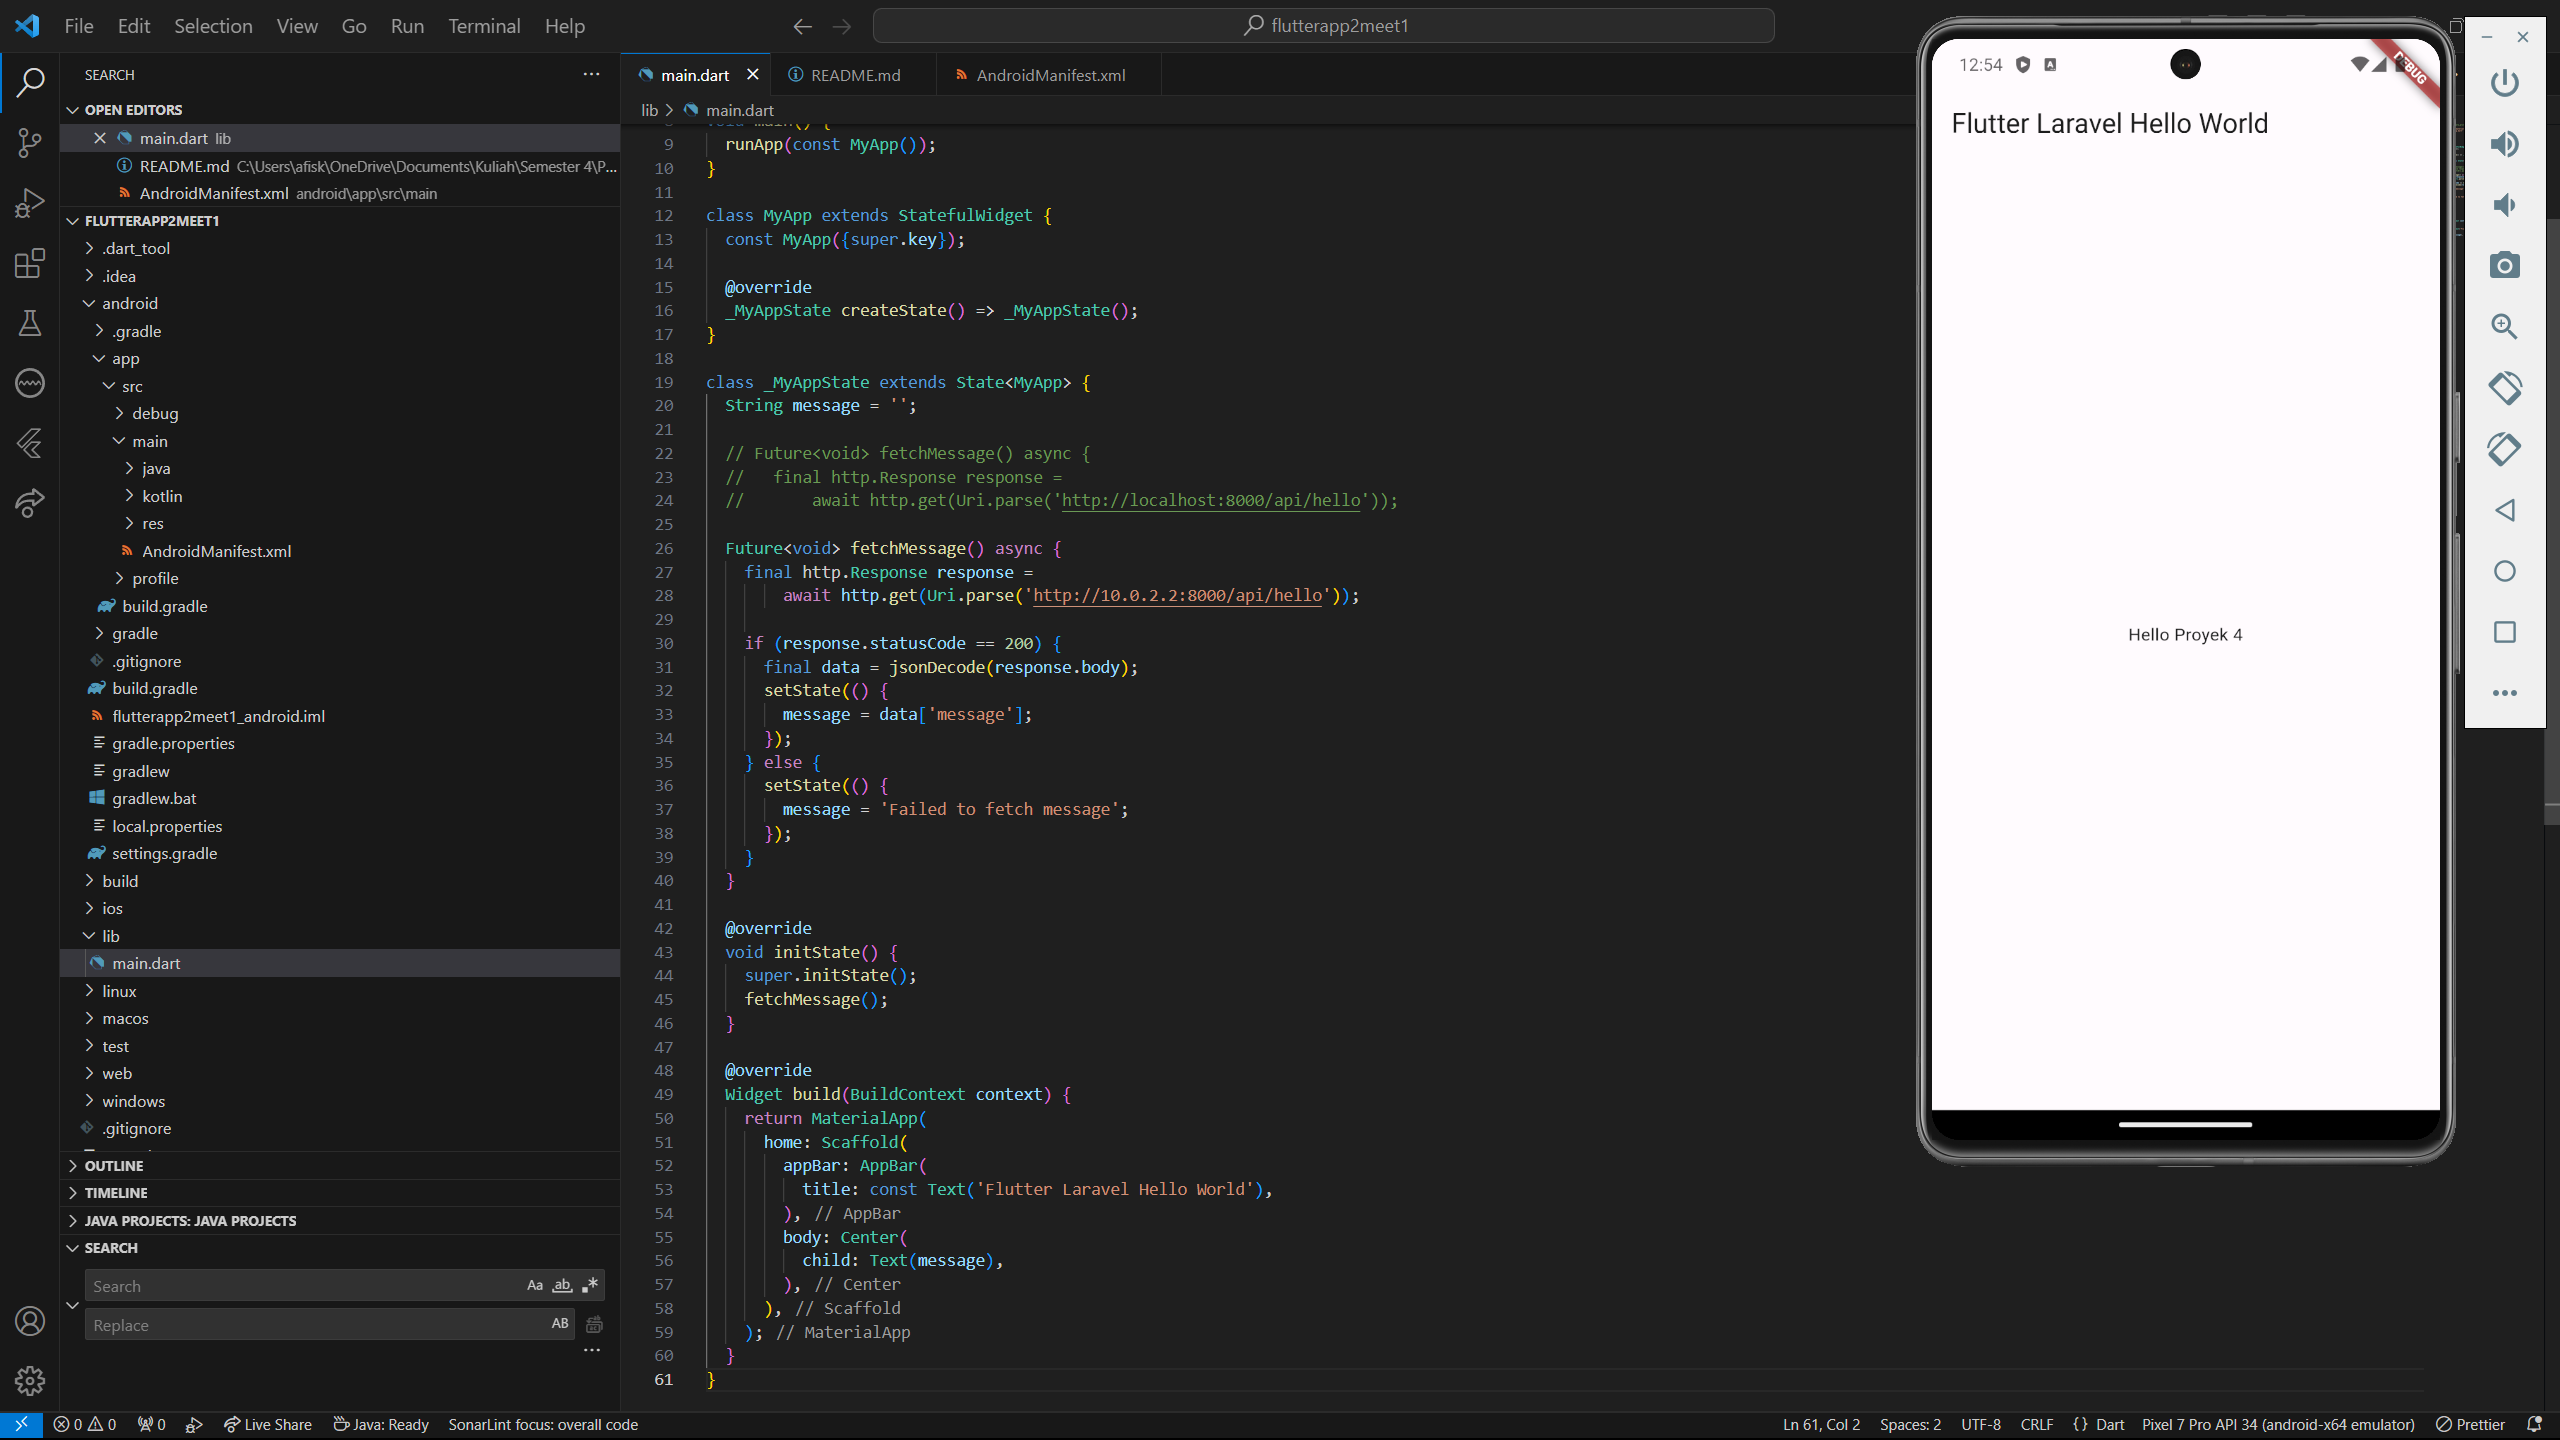 File Edit Selection View Go Run Terminal Help
flutterapp2meet1
SEARCH
OPEN EDITORS
main.dart lib
README.md C:\Users\afisk\OneDrive\Documents\Kuliah\Semester 4\P...
AndroidManifest.xml android\app\src\main
FLUTTERAPP2MEET1
.dart_tool
.idea
android
.gradle
app
src
debug
main
java
kotlin
res
AndroidManifest.xml
profile
build.gradle
gradle
.gitignore
build.gradle
flutterapp2meet1_android.iml
gradle.properties
gradlew
gradlew.bat
local.properties
settings.gradle
build
ios
lib
main.dart
linux
macos
test
web
windows
.gitignore
OUTLINE
TIMELINE
JAVA PROJECTS: JAVA PROJECTS
SEARCH
Search Aa ab
Replace AB
main.dart README.md AndroidManifest.xml
lib > main.dart
8 void main() {
9 runApp(const MyApp());
10 }
11
12 class MyApp extends StatefulWidget {
13 const MyApp({super.key});
14
15 @override
16 _MyAppState createState() => _MyAppState();
17 }
18
19 class _MyAppState extends State<MyApp> {
20 String message = '';
21
22 // Future<void> fetchMessage() async {
23 // final http.Response response =
24 // await http.get(Uri.parse('http://localhost:8000/api/hello'));
25
26 Future<void> fetchMessage() async {
27 final http.Response response =
28 await http.get(Uri.parse('http://10.0.2.2:8000/api/hello'));
29
30 if (response.statusCode == 200) {
31 final data = jsonDecode(response.body);
32 setState(() {
33 message = data['message'];
34 });
35 } else {
36 setState(() {
37 message = 'Failed to fetch message';
38 });
39 }
40 }
41
42 @override
43 void initState() {
44 super.initState();
45 fetchMessage();
46 }
47
48 @override
49 Widget build(BuildContext context) {
50 return MaterialApp(
51 home: Scaffold(
52 appBar: AppBar(
53 title: const Text('Flutter Laravel Hello World'),
54 ), // AppBar
55 body: Center(
56 child: Text(message),
57 ), // Center
58 ), // Scaffold
59 ); // MaterialApp
60 }
61 }
12:54
DEBUG
Flutter Laravel Hello World
Hello Proyek 4
0 0 0 Live Share Java: Ready SonarLint focus: overall code
Ln 61, Col 2 Spaces: 2 UTF-8 CRLF {} Dart Pixel 7 Pro API 34 (android-x64 emulator) Prettier